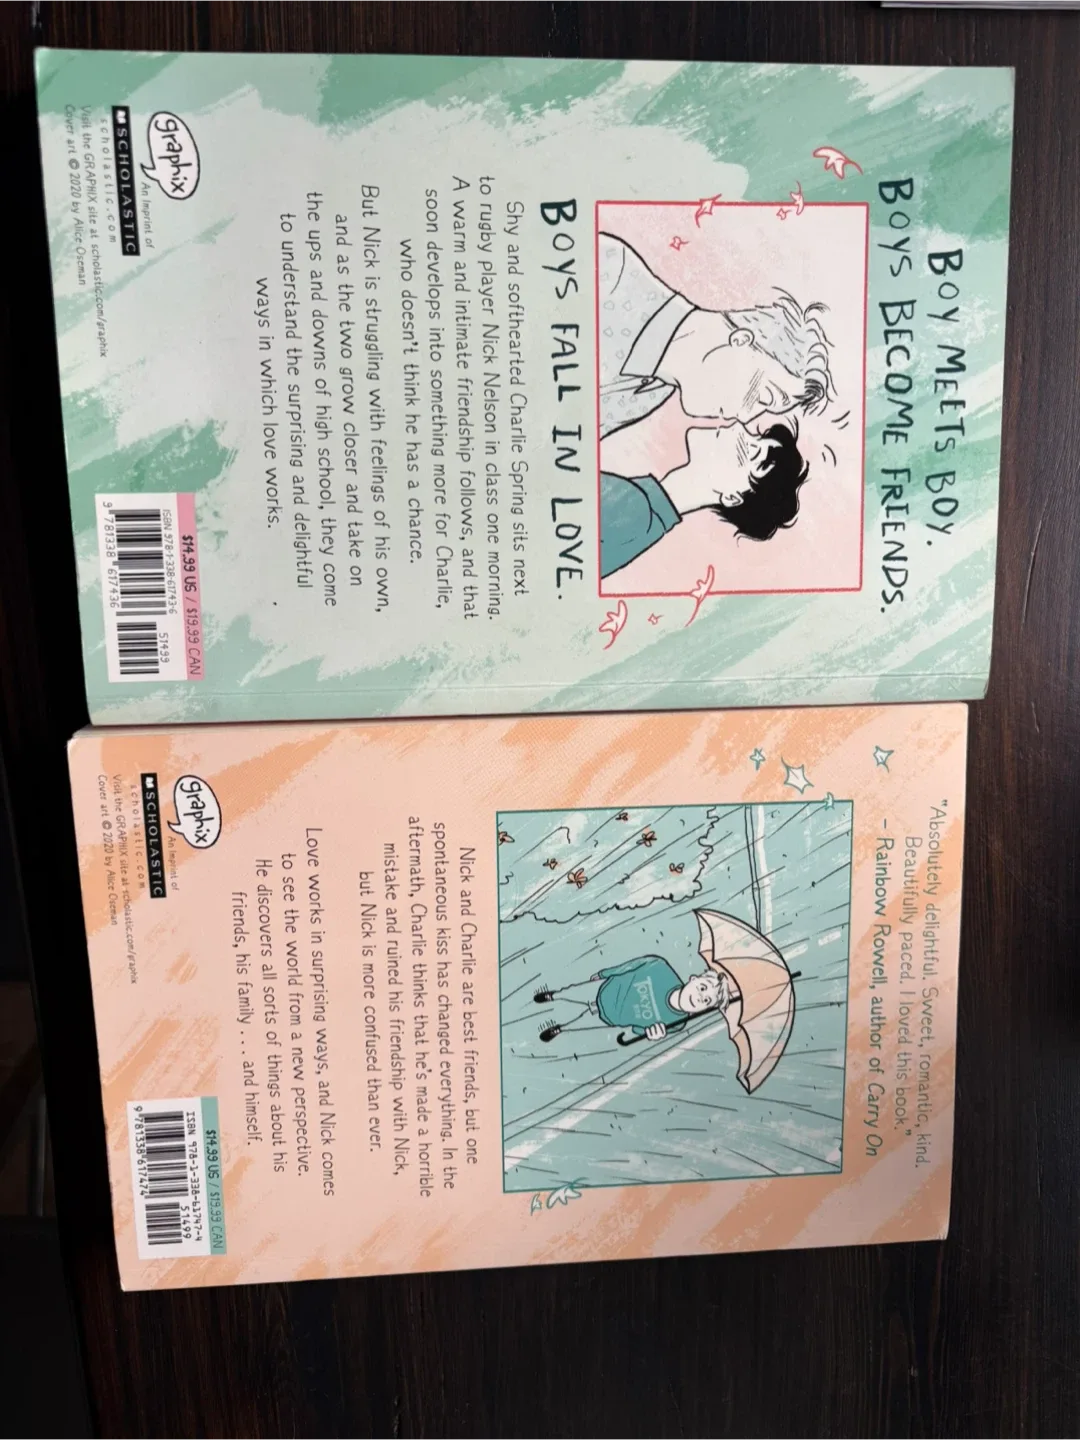 BOY MEETS BOY.
BOYS BECOME FRIENDS.
BOYS FALL IN LOVE.
Shy and softhearted Charlie Spring sits next
to rugby player Nick Nelson in class one morning.
A warm and intimate friendship follows, and that
soon develops into something more for Charlie,
who doesn't think he has a chance.
But Nick is struggling with feelings of his own,
and as the two grow closer and take on
the ups and downs of high school, they come
to understand the surprising and delightful
ways in which love works.
graphix
An Imprint of
SCHOLASTIC
scholastic.com
Visit the GRAPHIX site at scholastic.com/graphix
Cover art © 2020 by Alice Oseman
$14.99 US / $19.99 CAN
ISBN 978-1-338-61743-6
51499
9 781338 617436
"Absolutely delightful. Sweet, romantic, kind.
Beautifully paced. I loved this book."
– Rainbow Rowell, author of Carry On
TOKYO
Nick and Charlie are best friends, but one
spontaneous kiss has changed everything. In the
aftermath, Charlie thinks that he's made a horrible
mistake and ruined his friendship with Nick,
but Nick is more confused than ever.
Love works in surprising ways, and Nick comes
to see the world from a new perspective.
He discovers all sorts of things about his
friends, his family . . . and himself.
graphix
An Imprint of
SCHOLASTIC
scholastic.com
Visit the GRAPHIX site at scholastic.com/graphix
Cover art © 2020 by Alice Oseman
$14.99 US / $19.99 CAN
ISBN 978-1-338-61747-4
51499
9 781338 617474